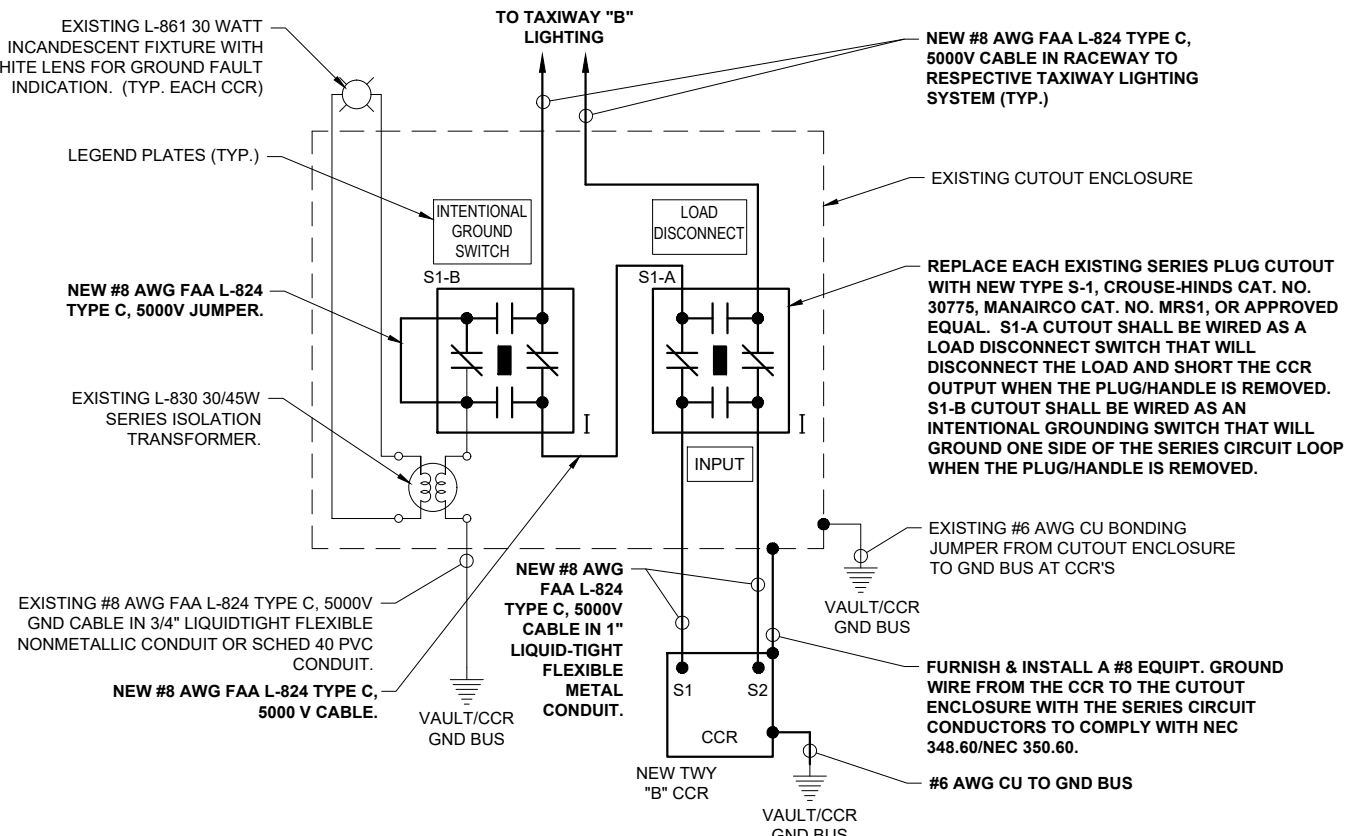 EXISTING L-861 30 WATT
INCANDESCENT FIXTURE WITH
HITE LENS FOR GROUND FAULT
INDICATION. (TYP. EACH CCR)
TO TAXIWAY "B"
LIGHTING
NEW #8 AWG FAA L-824 TYPE C,
5000V CABLE IN RACEWAY TO
RESPECTIVE TAXIWAY LIGHTING
SYSTEM (TYP.)
LEGEND PLATES (TYP.)
EXISTING CUTOUT ENCLOSURE
INTENTIONAL
GROUND
SWITCH
LOAD
DISCONNECT
S1-B
S1-A
NEW #8 AWG FAA L-824
TYPE C, 5000V JUMPER.
REPLACE EACH EXISTING SERIES PLUG CUTOUT
WITH NEW TYPE S-1, CROUSE-HINDS CAT. NO.
30775, MANAIRCO CAT. NO. MRS1, OR APPROVED
EQUAL. S1-A CUTOUT SHALL BE WIRED AS A
LOAD DISCONNECT SWITCH THAT WILL
DISCONNECT THE LOAD AND SHORT THE CCR
OUTPUT WHEN THE PLUG/HANDLE IS REMOVED.
S1-B CUTOUT SHALL BE WIRED AS AN
INTENTIONAL GROUNDING SWITCH THAT WILL
GROUND ONE SIDE OF THE SERIES CIRCUIT LOOP
WHEN THE PLUG/HANDLE IS REMOVED.
EXISTING L-830 30/45W
SERIES ISOLATION
TRANSFORMER.
I
I
INPUT
EXISTING #6 AWG CU BONDING
JUMPER FROM CUTOUT ENCLOSURE
TO GND BUS AT CCR'S
VAULT/CCR
GND BUS
EXISTING #8 AWG FAA L-824 TYPE C, 5000V
GND CABLE IN 3/4" LIQUIDTIGHT FLEXIBLE
NONMETALLIC CONDUIT OR SCHED 40 PVC
CONDUIT.
NEW #8 AWG FAA L-824 TYPE C,
5000 V CABLE.
VAULT/CCR
GND BUS
NEW #8 AWG
FAA L-824
TYPE C, 5000V
CABLE IN 1"
LIQUID-TIGHT
FLEXIBLE
METAL
CONDUIT.
S1
S2
CCR
NEW TWY
"B" CCR
FURNISH & INSTALL A #8 EQUIPT. GROUND
WIRE FROM THE CCR TO THE CUTOUT
ENCLOSURE WITH THE SERIES CIRCUIT
CONDUCTORS TO COMPLY WITH NEC
348.60/NEC 350.60.
#6 AWG CU TO GND BUS
VAULT/CCR
GND BUS